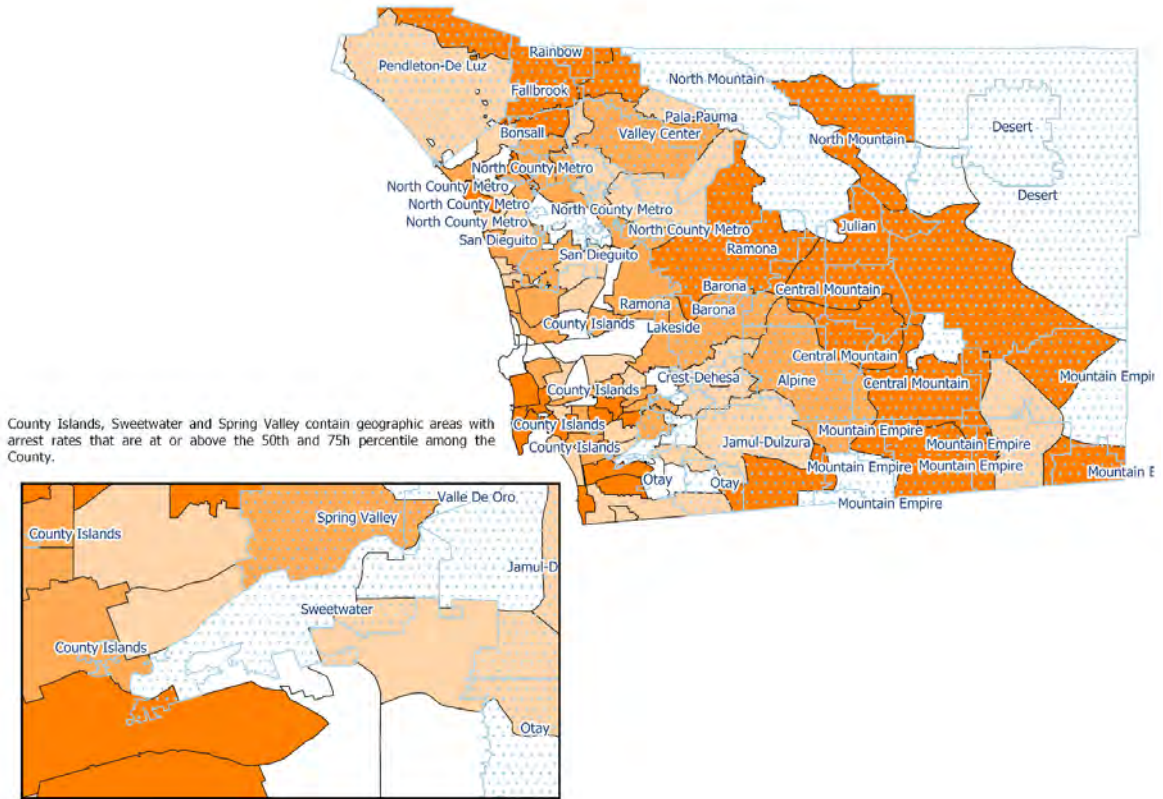 Rainbow
Pendleton-De Luz
North Mountain
Fallbrook
Pala-Pauma
Bonsall
Valley Center
Desert
North Mountain
North County Metro
North County Metro
Desert
North County Metro
North County Metro
North County Metro
North County Metro
Julian
San Dieguito
Ramona
San Dieguito
Barona
Central Mountain
Ramona
Barona
County Islands
Lakeside
Central Mountain
Crest-Dehesa
Alpine
Mountain Empi
Central Mountain
County Islands
County Islands, Sweetwater and Spring Valley contain geographic areas with
arrest rates that are at or above the 50th and 75h percentile among the
County.
County Islands
Mountain Empire
County Islands
Jamul-Dulzura
Mountain Empire
Mountain Empire
Mountain Empire
Mountain E
Otay
Otay
Mountain Empire
Valle De Oro
Spring Valley
County Islands
Jamul-D
Sweetwater
County Islands
Otay